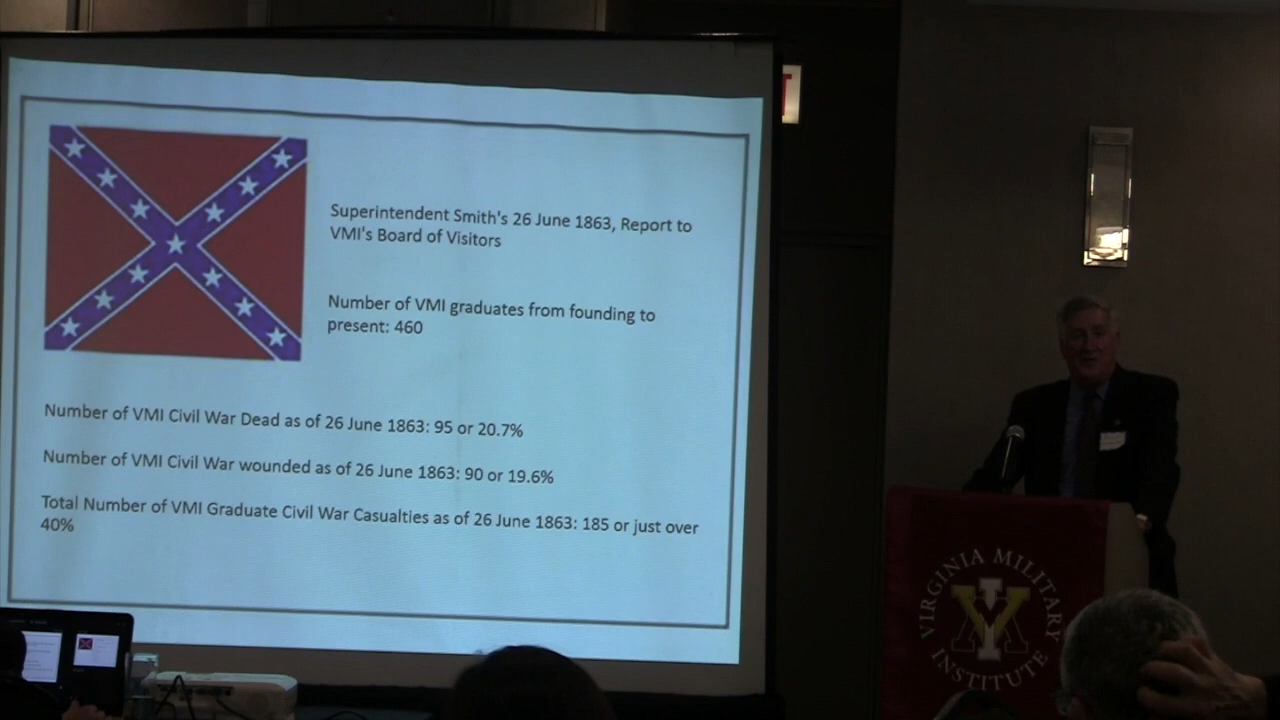 Superintendent Smith's 26 June 1863, Report to
VMI's Board of Visitors
Number of VMI graduates from founding to
present: 460
Number of VMI Civil War Dead as of 26 June 1863: 95 or 20.7%
Number of VMI Civil War wounded as of 26 June 1863: 90 or 19.6%
Total Number of VMI Graduate Civil War Casualties as of 26 June 1863: 185 or just over
40%
VIRGINIA MILITARY
INSTITUTE